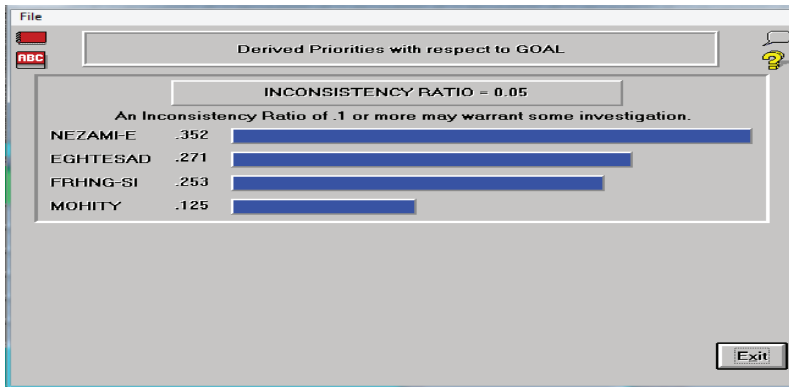 File
ABC
Derived Priorities with respect to GOAL
?
INCONSISTENCY RATIO = 0.05
An Inconsistency Ratio of .1 or more may warrant some investigation.
NEZAMI-E .352
EGHTESAD .271
FRHNG-SI .253
MOHITY .125
Exit